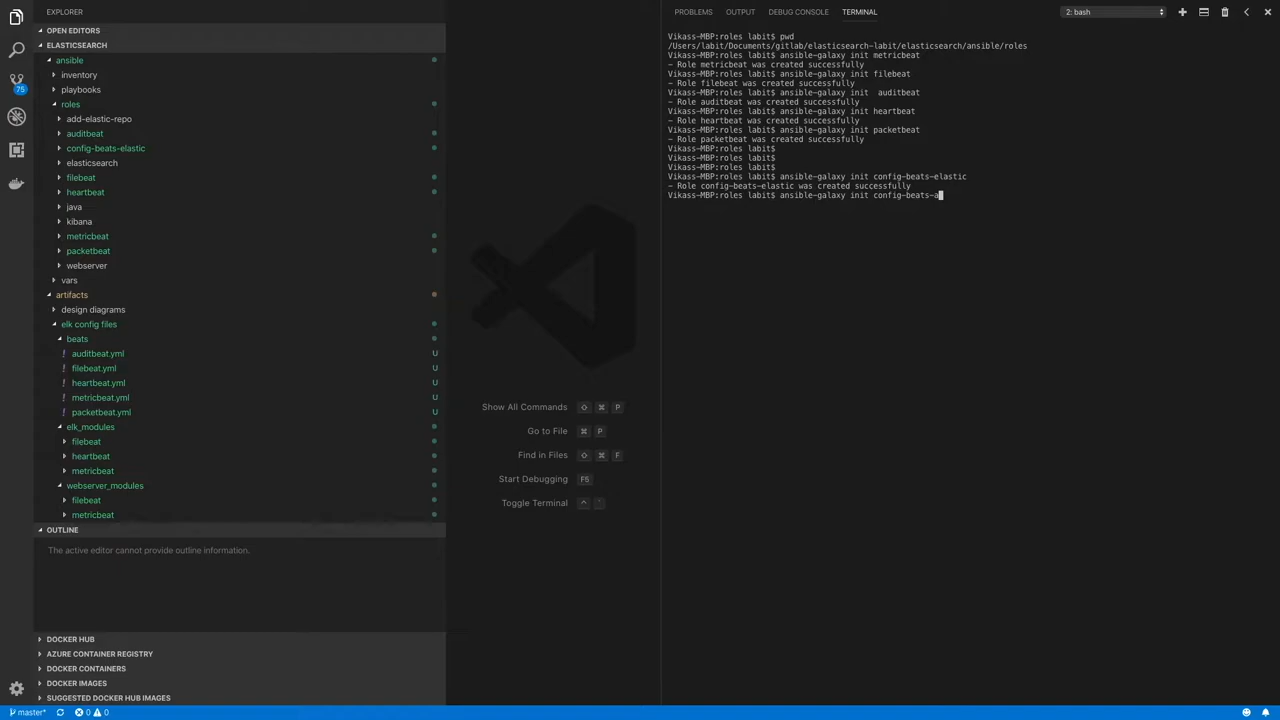 EXPLORER
OPEN EDITORS
ELASTICSEARCH
ansible
inventory
playbooks
roles
add-elastic-repo
auditbeat
config-beats-elastic
elasticsearch
filebeat
heartbeat
java
kibana
metricbeat
packetbeat
webserver
vars
artifacts
design diagrams
elk config files
beats
! auditbeat.yml U
! filebeat.yml U
! heartbeat.yml U
! metricbeat.yml U
! packetbeat.yml U
elk_modules
filebeat
heartbeat
metricbeat
webserver_modules
filebeat
metricbeat
OUTLINE
The active editor cannot provide outline information.
DOCKER HUB
AZURE CONTAINER REGISTRY
DOCKER CONTAINERS
DOCKER IMAGES
SUGGESTED DOCKER HUB IMAGES
75
Show All Commands ⇧ ⌘ P
Go to File ⌘ P
Find in Files ⇧ ⌘ F
Start Debugging F5
Toggle Terminal ^ `
PROBLEMS OUTPUT DEBUG CONSOLE TERMINAL 2: bash
Vikass-MBP:roles labit$ pwd
/Users/labit/Documents/gitlab/elasticsearch-labit/elasticsearch/ansible/roles
Vikass-MBP:roles labit$ ansible-galaxy init metricbeat
- Role metricbeat was created successfully
Vikass-MBP:roles labit$ ansible-galaxy init filebeat
- Role filebeat was created successfully
Vikass-MBP:roles labit$ ansible-galaxy init  auditbeat
- Role auditbeat was created successfully
Vikass-MBP:roles labit$ ansible-galaxy init heartbeat
- Role heartbeat was created successfully
Vikass-MBP:roles labit$ ansible-galaxy init packetbeat
- Role packetbeat was created successfully
Vikass-MBP:roles labit$
Vikass-MBP:roles labit$
Vikass-MBP:roles labit$
Vikass-MBP:roles labit$ ansible-galaxy init config-beats-elastic
- Role config-beats-elastic was created successfully
Vikass-MBP:roles labit$ ansible-galaxy init config-beats-a
master* 0 0